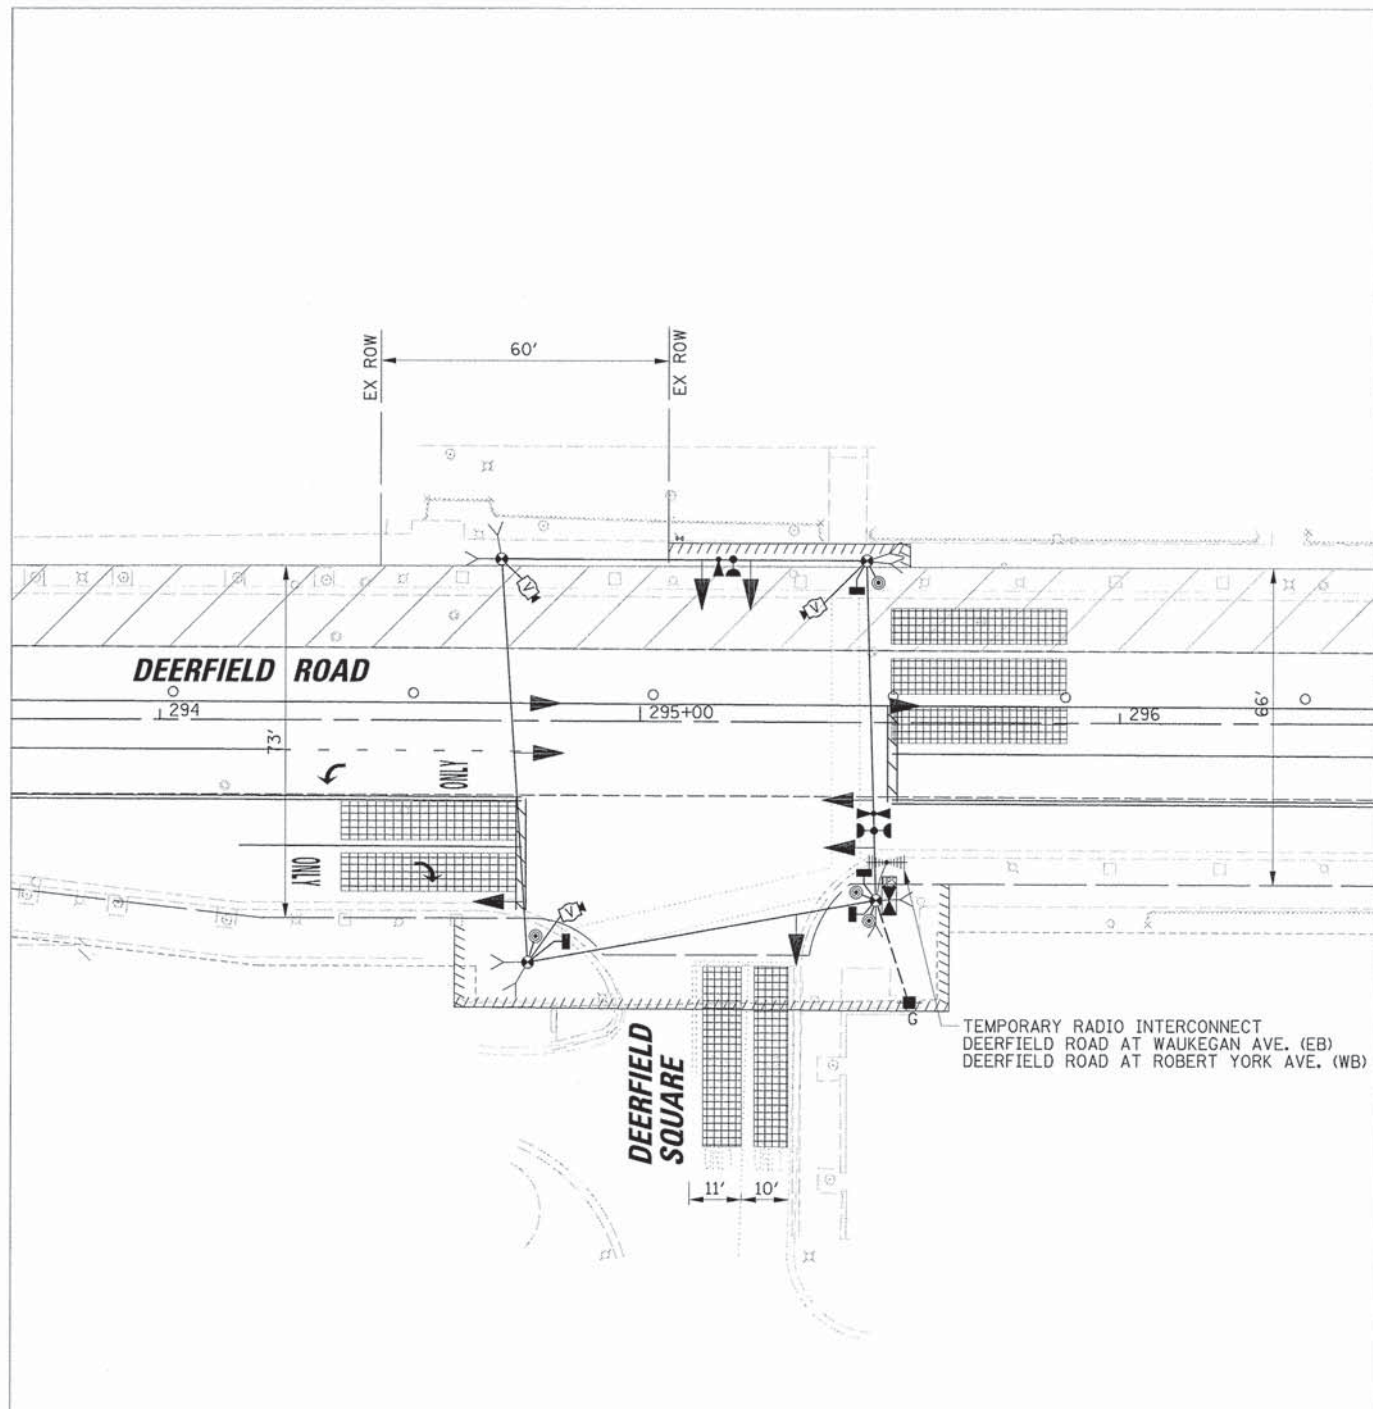 60'
EX ROW
EX ROW
DEERFIELD ROAD
294
295+00
296
73'
66'
ONLY
ONLY
V
V
V
G
TEMPORARY RADIO INTERCONNECT
DEERFIELD ROAD AT WAUKEGAN AVE. (EB)
DEERFIELD ROAD AT ROBERT YORK AVE. (WB)
DEERFIELD
SQUARE
11'
10'